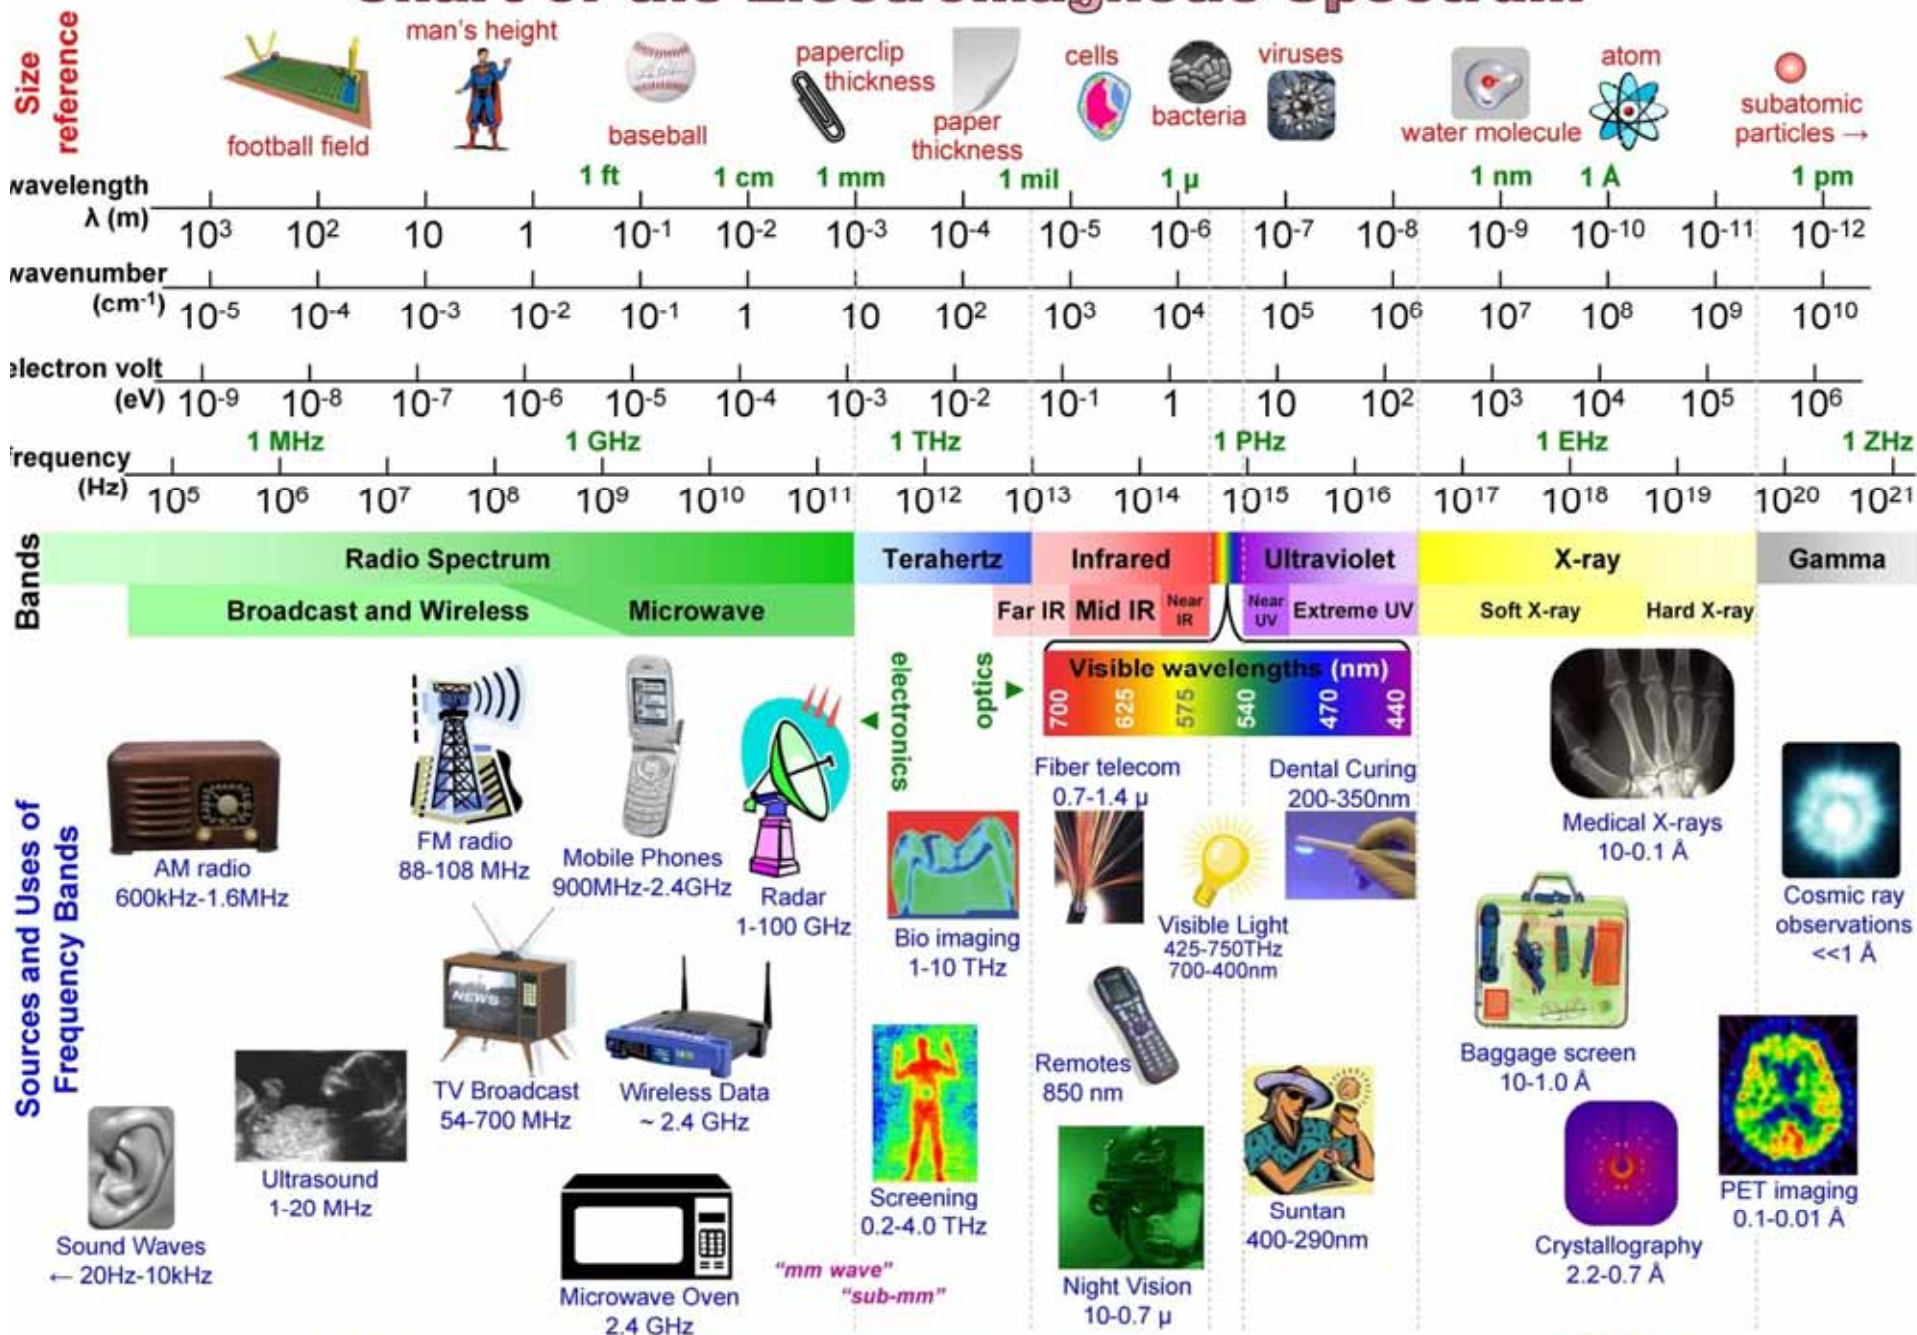 Chart of the Electromagnetic Spectrum
Size reference
football field
man's height
baseball
paperclip thickness
paper thickness
cells
bacteria
viruses
water molecule
atom
subatomic particles →
1 ft 1 cm 1 mm 1 mil 1 µ 1 nm 1 Å 1 pm
wavelength λ (m)
10³ 10² 10 1 10⁻¹ 10⁻² 10⁻³ 10⁻⁴ 10⁻⁵ 10⁻⁶ 10⁻⁷ 10⁻⁸ 10⁻⁹ 10⁻¹⁰ 10⁻¹¹ 10⁻¹²
wavenumber (cm⁻¹)
10⁻⁵ 10⁻⁴ 10⁻³ 10⁻² 10⁻¹ 1 10 10² 10³ 10⁴ 10⁵ 10⁶ 10⁷ 10⁸ 10⁹ 10¹⁰
electron volt (eV)
10⁻⁹ 10⁻⁸ 10⁻⁷ 10⁻⁶ 10⁻⁵ 10⁻⁴ 10⁻³ 10⁻² 10⁻¹ 1 10 10² 10³ 10⁴ 10⁵ 10⁶
1 MHz 1 GHz 1 THz 1 PHz 1 EHz 1 ZHz
frequency (Hz)
10⁵ 10⁶ 10⁷ 10⁸ 10⁹ 10¹⁰ 10¹¹ 10¹² 10¹³ 10¹⁴ 10¹⁵ 10¹⁶ 10¹⁷ 10¹⁸ 10¹⁹ 10²⁰ 10²¹
Bands
Radio Spectrum Terahertz Infrared Ultraviolet X-ray Gamma
Broadcast and Wireless Microwave Far IR Mid IR Near IR Near UV Extreme UV Soft X-ray Hard X-ray
electronics
optics
Visible wavelengths (nm)
700 625 575 540 470 440
Sources and Uses of
Frequency Bands
AM radio
600kHz-1.6MHz
FM radio
88-108 MHz
Mobile Phones
900MHz-2.4GHz
Radar
1-100 GHz
Bio imaging
1-10 THz
Fiber telecom
0.7-1.4 µ
Visible Light
425-750THz
700-400nm
Dental Curing
200-350nm
Medical X-rays
10-0.1 Å
Cosmic ray
observations
<<1 Å
NEWS
TV Broadcast
54-700 MHz
Wireless Data
~ 2.4 GHz
Remotes
850 nm
Baggage screen
10-1.0 Å
Ultrasound
1-20 MHz
Screening
0.2-4.0 THz
Suntan
400-290nm
PET imaging
0.1-0.01 Å
Sound Waves
← 20Hz-10kHz
Microwave Oven
2.4 GHz
"mm wave"
"sub-mm"
Night Vision
10-0.7 µ
Crystallography
2.2-0.7 Å